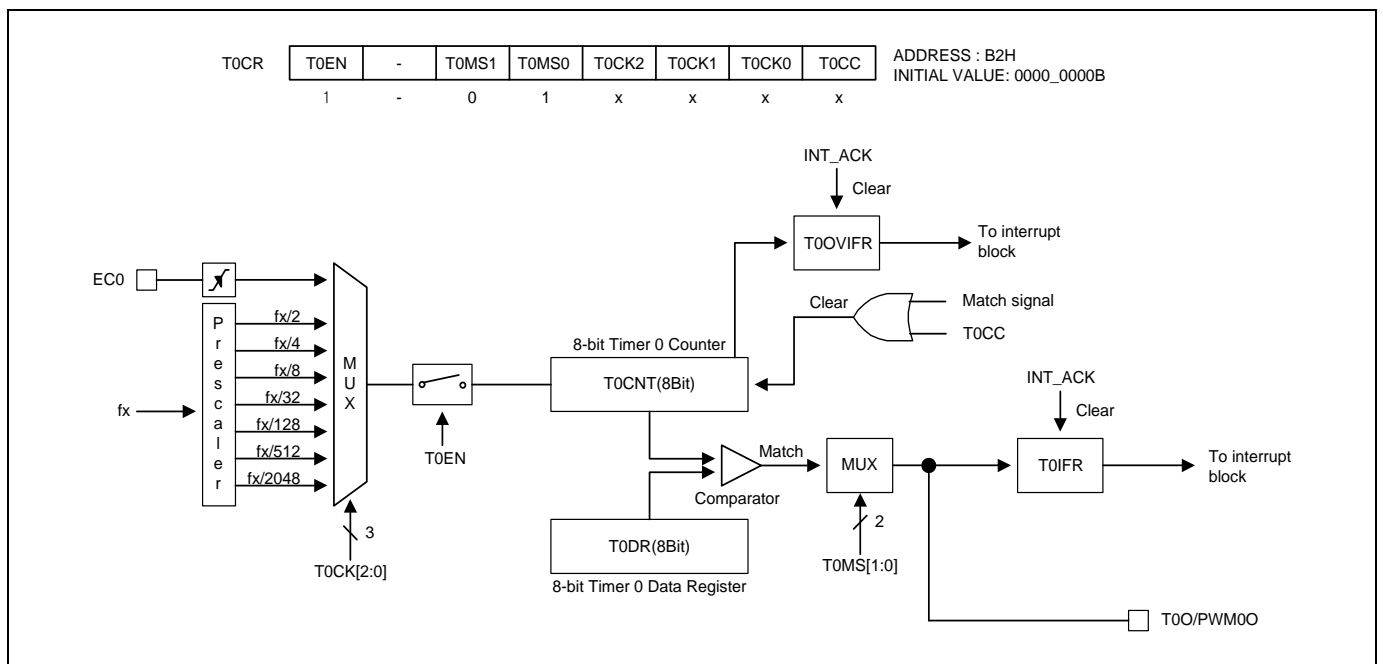 T0CR T0EN - T0MS1 T0MS0 T0CK2 T0CK1 T0CK0 T0CC
ADDRESS : B2H
INITIAL VALUE: 0000_0000B
1 - 0 1 x x x x
INT_ACK
Clear
T0OVIFR
To interrupt
block
EC0
Prescaler
fx/2
fx/4
fx/8
fx/32
fx/128
fx/512
fx/2048
fx
MUX
3
T0CK[2:0]
T0EN
Clear
Match signal
T0CC
8-bit Timer 0 Counter
T0CNT(8Bit)
INT_ACK
Clear
Match
Comparator
MUX
2
T0MS[1:0]
T0IFR
To interrupt
block
T0DR(8Bit)
8-bit Timer 0 Data Register
T0O/PWM0O